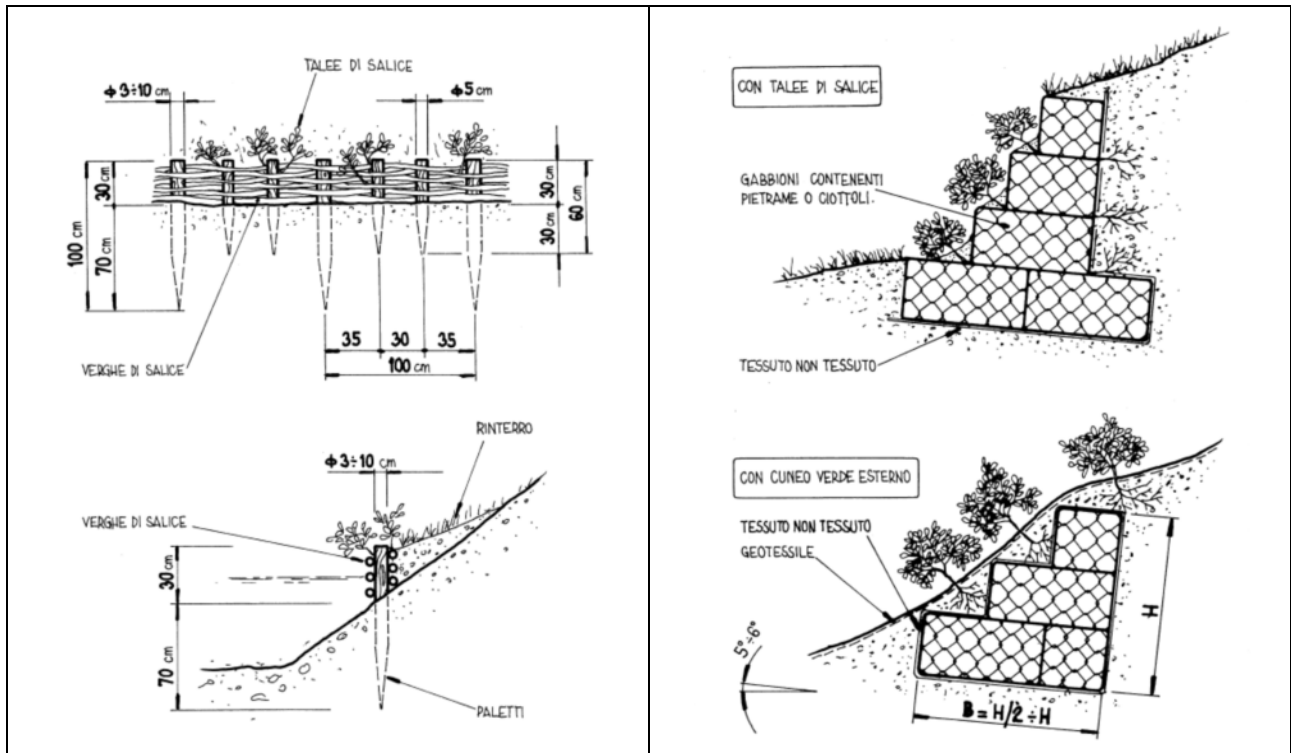 TALEE DI SALICE
ϕ 3÷10 cm
ϕ 5 cm
100 cm
30 cm
70 cm
30 cm
30 cm
60 cm
35 30 35
100 cm
VERGHE DI SALICE
RINTERRO
ϕ 3÷10 cm
VERGHE DI SALICE
30 cm
70 cm
PALETTI
CON TALEE DI SALICE
GABBIONI CONTENENTI
PIETRAME O CIOTTOLI.
TESSUTO NON TESSUTO
CON CUNEO VERDE ESTERNO
TESSUTO NON TESSUTO
GEOTESSILE
H
5°÷6°
B = H/2 ÷ H